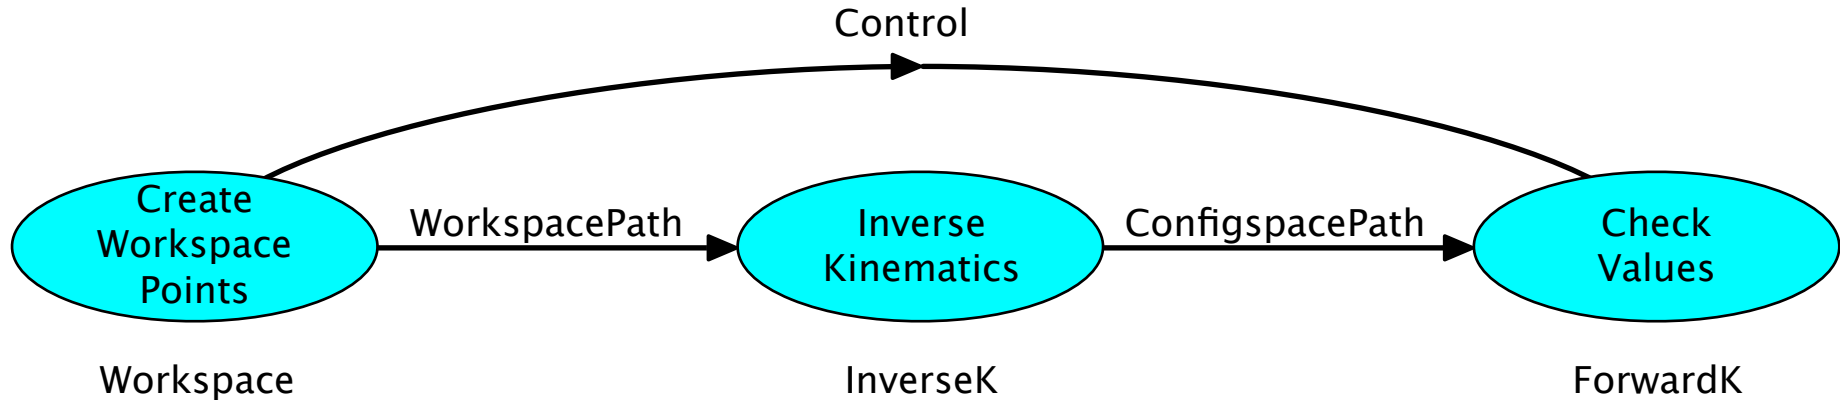 Control
Create
Workspace
Points
WorkspacePath
Inverse
Kinematics
ConfigspacePath
Check
Values
Workspace
InverseK
ForwardK